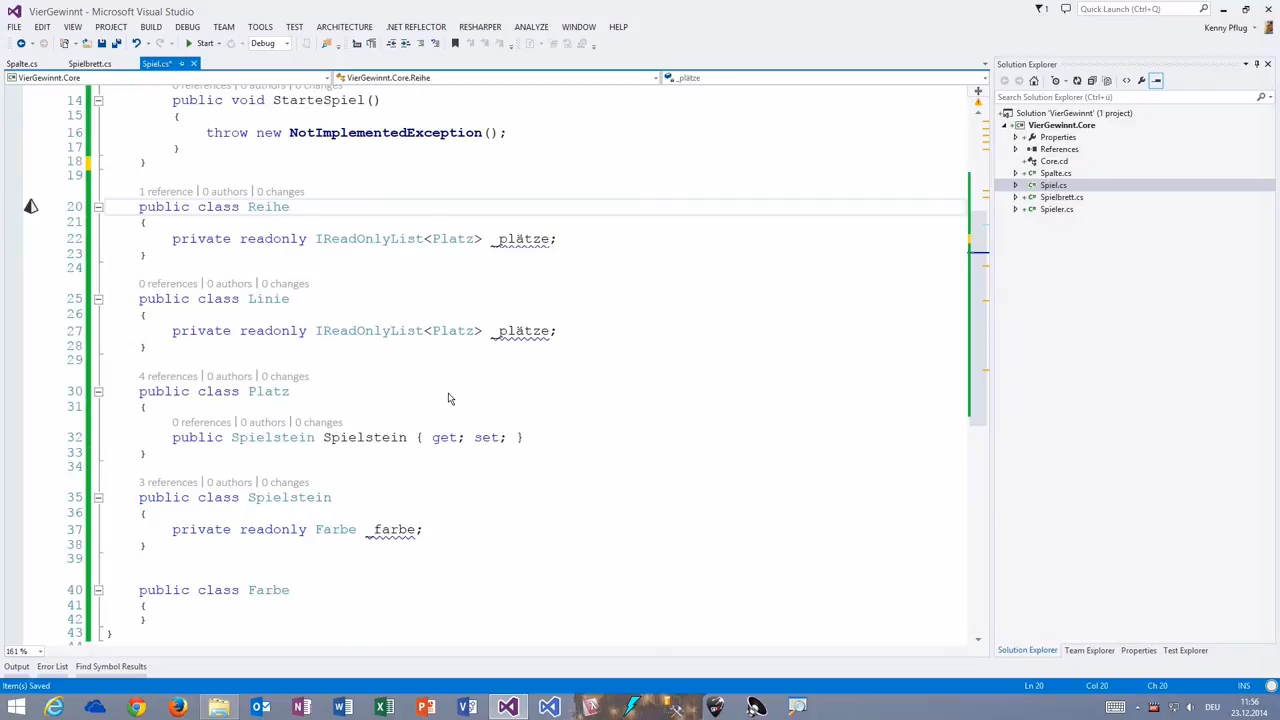 VierGewinnt - Microsoft Visual Studio
1
Quick Launch (Ctrl+Q)
FILE EDIT VIEW PROJECT BUILD DEBUG TEAM TOOLS TEST ARCHITECTURE .NET REFLECTOR RESHARPER ANALYZE WINDOW HELP
Kenny Pflug
Start
Debug
Spalte.cs
Spielbrett.cs
Spiel.cs*
VierGewinnt.Core
VierGewinnt.Core.Reihe
_plätze
0 references | 0 authors | 0 changes
14 public void StarteSpiel()
15 {
16 throw new NotImplementedException();
17 }
18 }
19
1 reference | 0 authors | 0 changes
20 public class Reihe
21 {
22 private readonly IReadOnlyList<Platz> _plätze;
23 }
24
0 references | 0 authors | 0 changes
25 public class Linie
26 {
27 private readonly IReadOnlyList<Platz> _plätze;
28 }
29
4 references | 0 authors | 0 changes
30 public class Platz
31 {
0 references | 0 authors | 0 changes
32 public Spielstein Spielstein { get; set; }
33 }
34
3 references | 0 authors | 0 changes
35 public class Spielstein
36 {
37 private readonly Farbe _farbe;
38 }
39
40 public class Farbe
41 {
42 }
43 }
161 %
Solution Explorer
Search Solution Explorer (Ctrl+ü)
Solution 'VierGewinnt' (1 project)
VierGewinnt.Core
Properties
References
Core.cd
Spalte.cs
Spiel.cs
Spielbrett.cs
Spieler.cs
Solution Explorer Team Explorer Properties Test Explorer
Output Error List Find Symbol Results
Item(s) Saved
Ln 20 Col 20 Ch 20 INS
DEU
11:56
23.12.2014